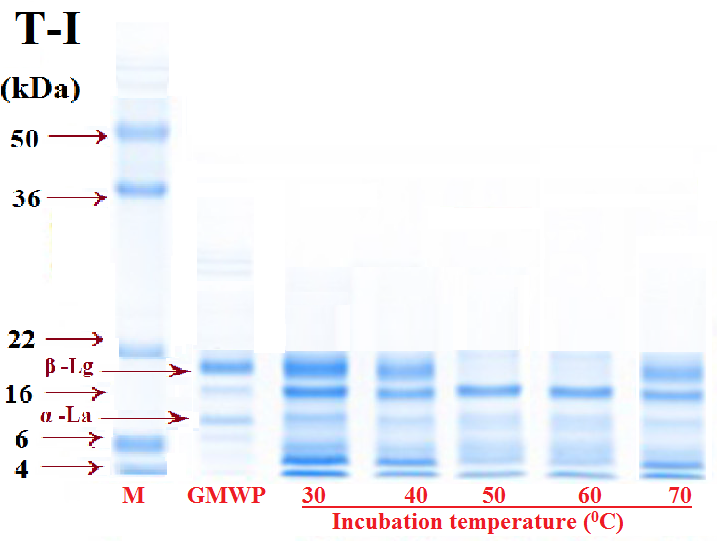 T-I
(kDa)
50
36
22
β -Lg
16
α -La
6
4
M GMWP 30 40 50 60 70
Incubation temperature (⁰C)